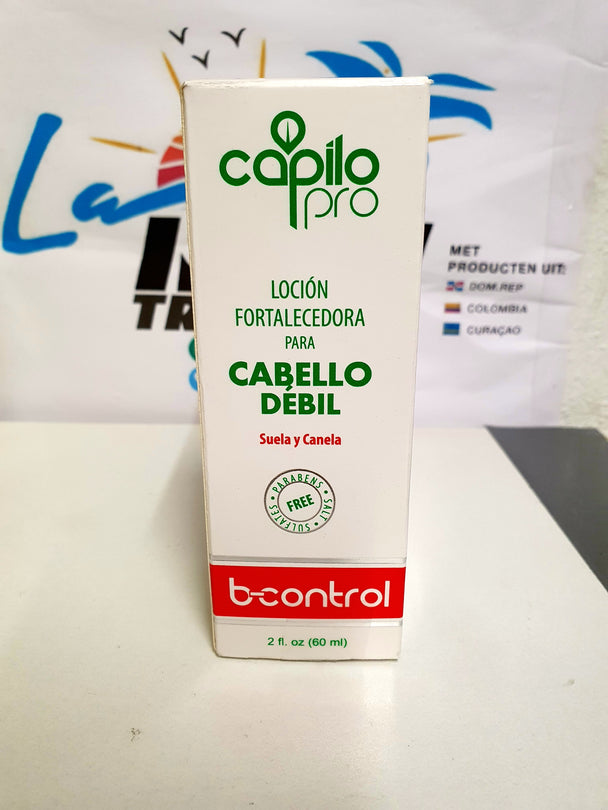 capilo
pro
LOCIÓN
FORTALECEDORA
PARA
CABELLO
DÉBIL
Suela y Canela
PARABENS • SALT • SULFATES •
FREE
b-control
2 fl. oz (60 ml)
La
MET
PRODUCTEN UIT:
DOM.REP
COLOMBIA
CURAÇAO